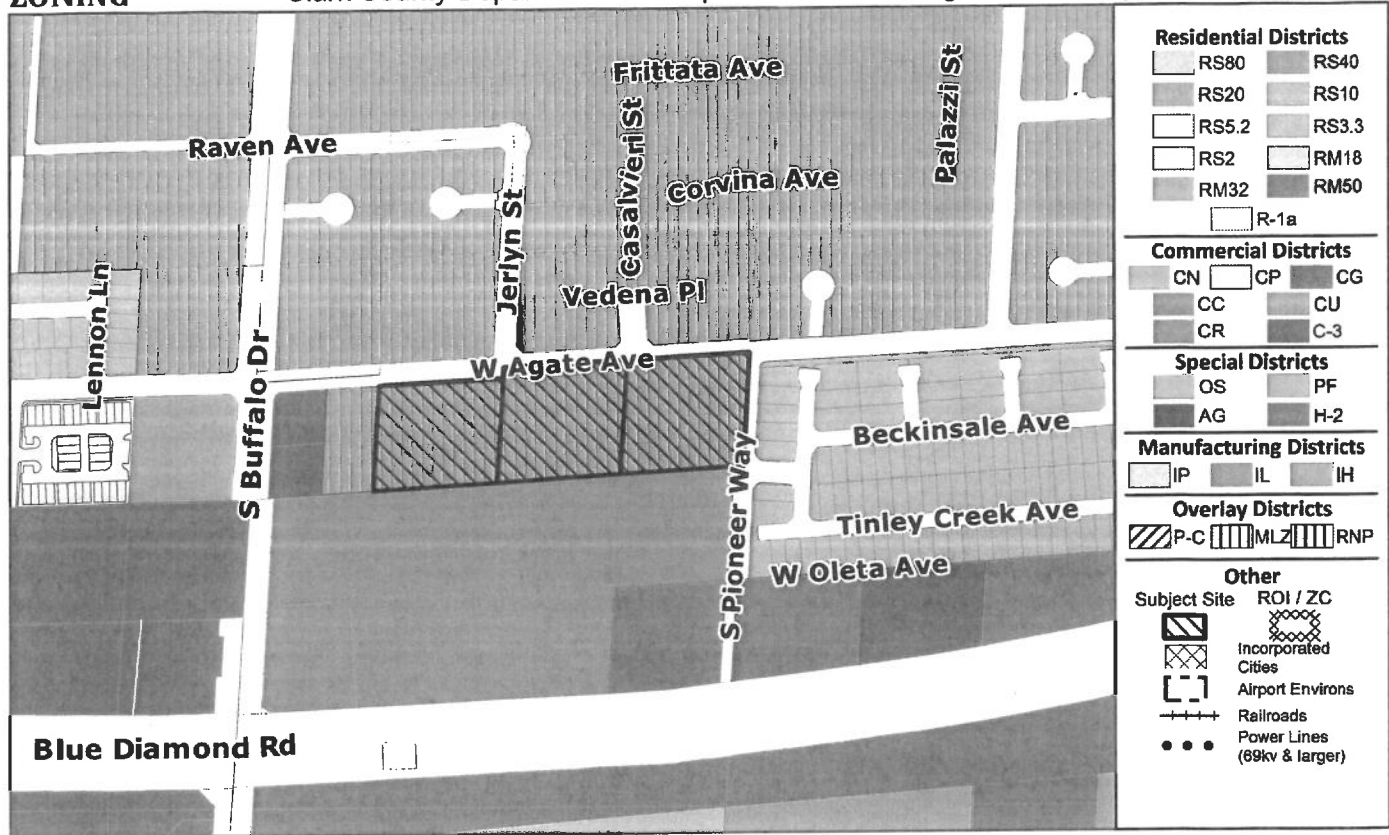 ZONING
Frittata Ave
Palazzi St
Raven Ave
Casalvieri St
Corvina Ave
Jerlyn St
Lennon Ln
Vedena Pl
W Agate Ave
S Buffalo Dr
Beckinsale Ave
S Pioneer Way
Tinley Creek Ave
W Oleta Ave
Blue Diamond Rd
Residential Districts
RS80 RS40
RS20 RS10
RS5.2 RS3.3
RS2 RM18
RM32 RM50
R-1a
Commercial Districts
CN CP CG
CC CU
CR C-3
Special Districts
OS PF
AG H-2
Manufacturing Districts
IP IL IH
Overlay Districts
P-C MLZ RNP
Other
Subject Site ROI / ZC
Incorporated
Cities
Airport Environs
Railroads
Power Lines
(69kv & larger)